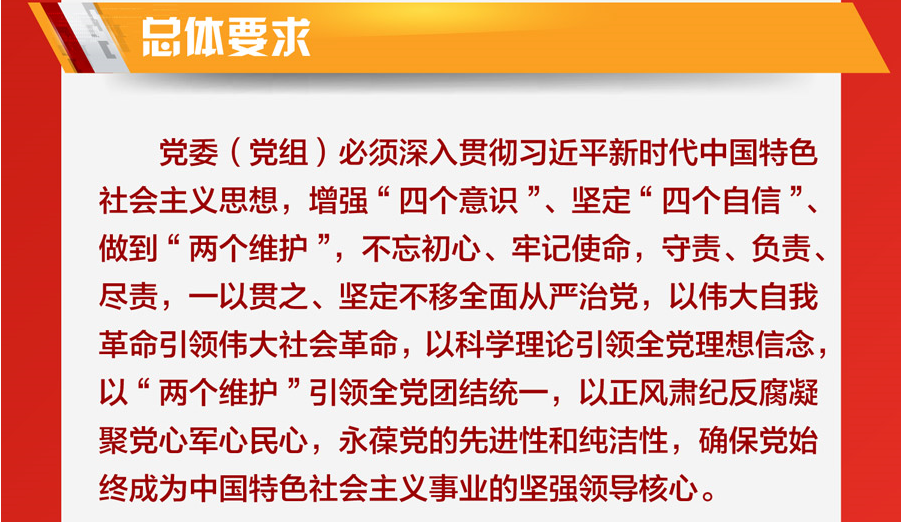 总体要求
党委（党组）必须深入贯彻习近平新时代中国特色
社会主义思想，增强“四个意识”、坚定“四个自信”、
做到“两个维护”，不忘初心、牢记使命，守责、负责、
尽责，一以贯之、坚定不移全面从严治党，以伟大自我
革命引领伟大社会革命，以科学理论引领全党理想信念，
以“两个维护”引领全党团结统一，以正风肃纪反腐凝
聚党心军心民心，永葆党的先进性和纯洁性，确保党始
终成为中国特色社会主义事业的坚强领导核心。